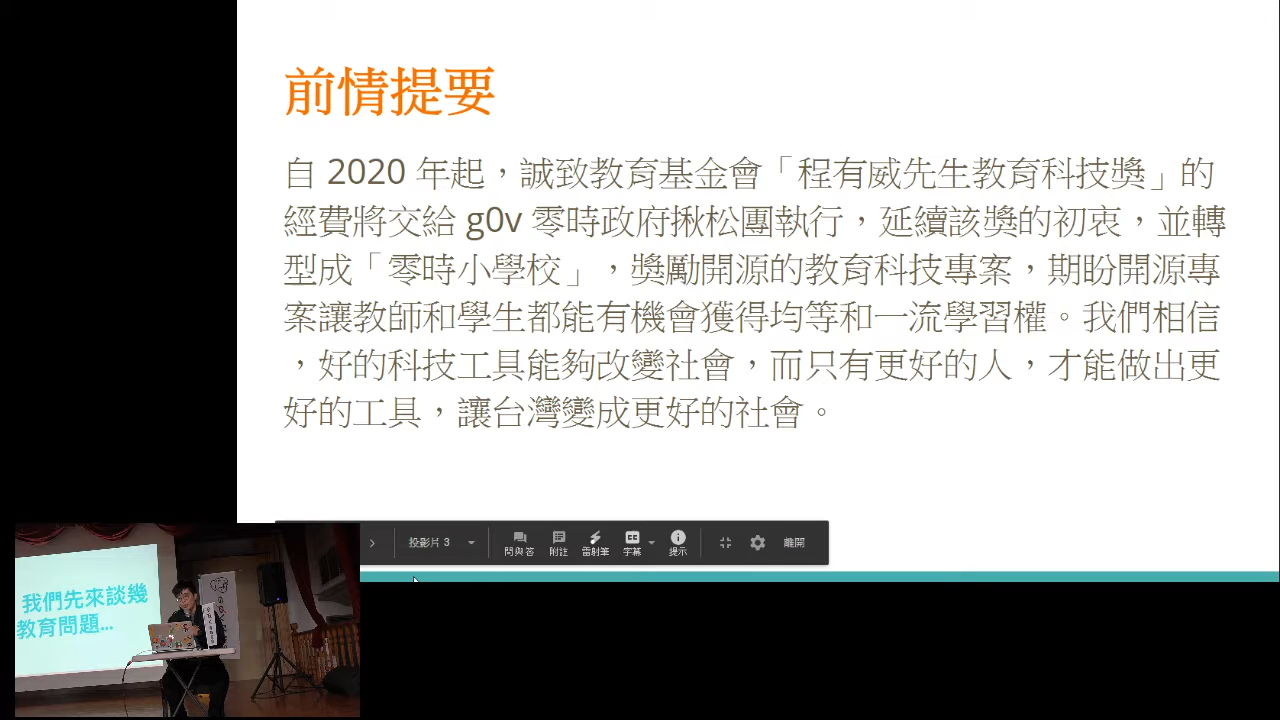 前情提要
自 2020 年起，誠致教育基金會「程有威先生教育科技獎」的
經費將交給 g0v 零時政府揪松團執行，延續該獎的初衷，並轉
型成「零時小學校」，獎勵開源的教育科技專案，期盼開源專
案讓教師和學生都能有機會獲得均等和一流學習權。我們相信
，好的科技工具能夠改變社會，而只有更好的人，才能做出更
好的工具，讓台灣變成更好的社會。
投影片 3
問與答
附註
雷射筆
字幕
提示
離開
我們先來談幾
教育問題...